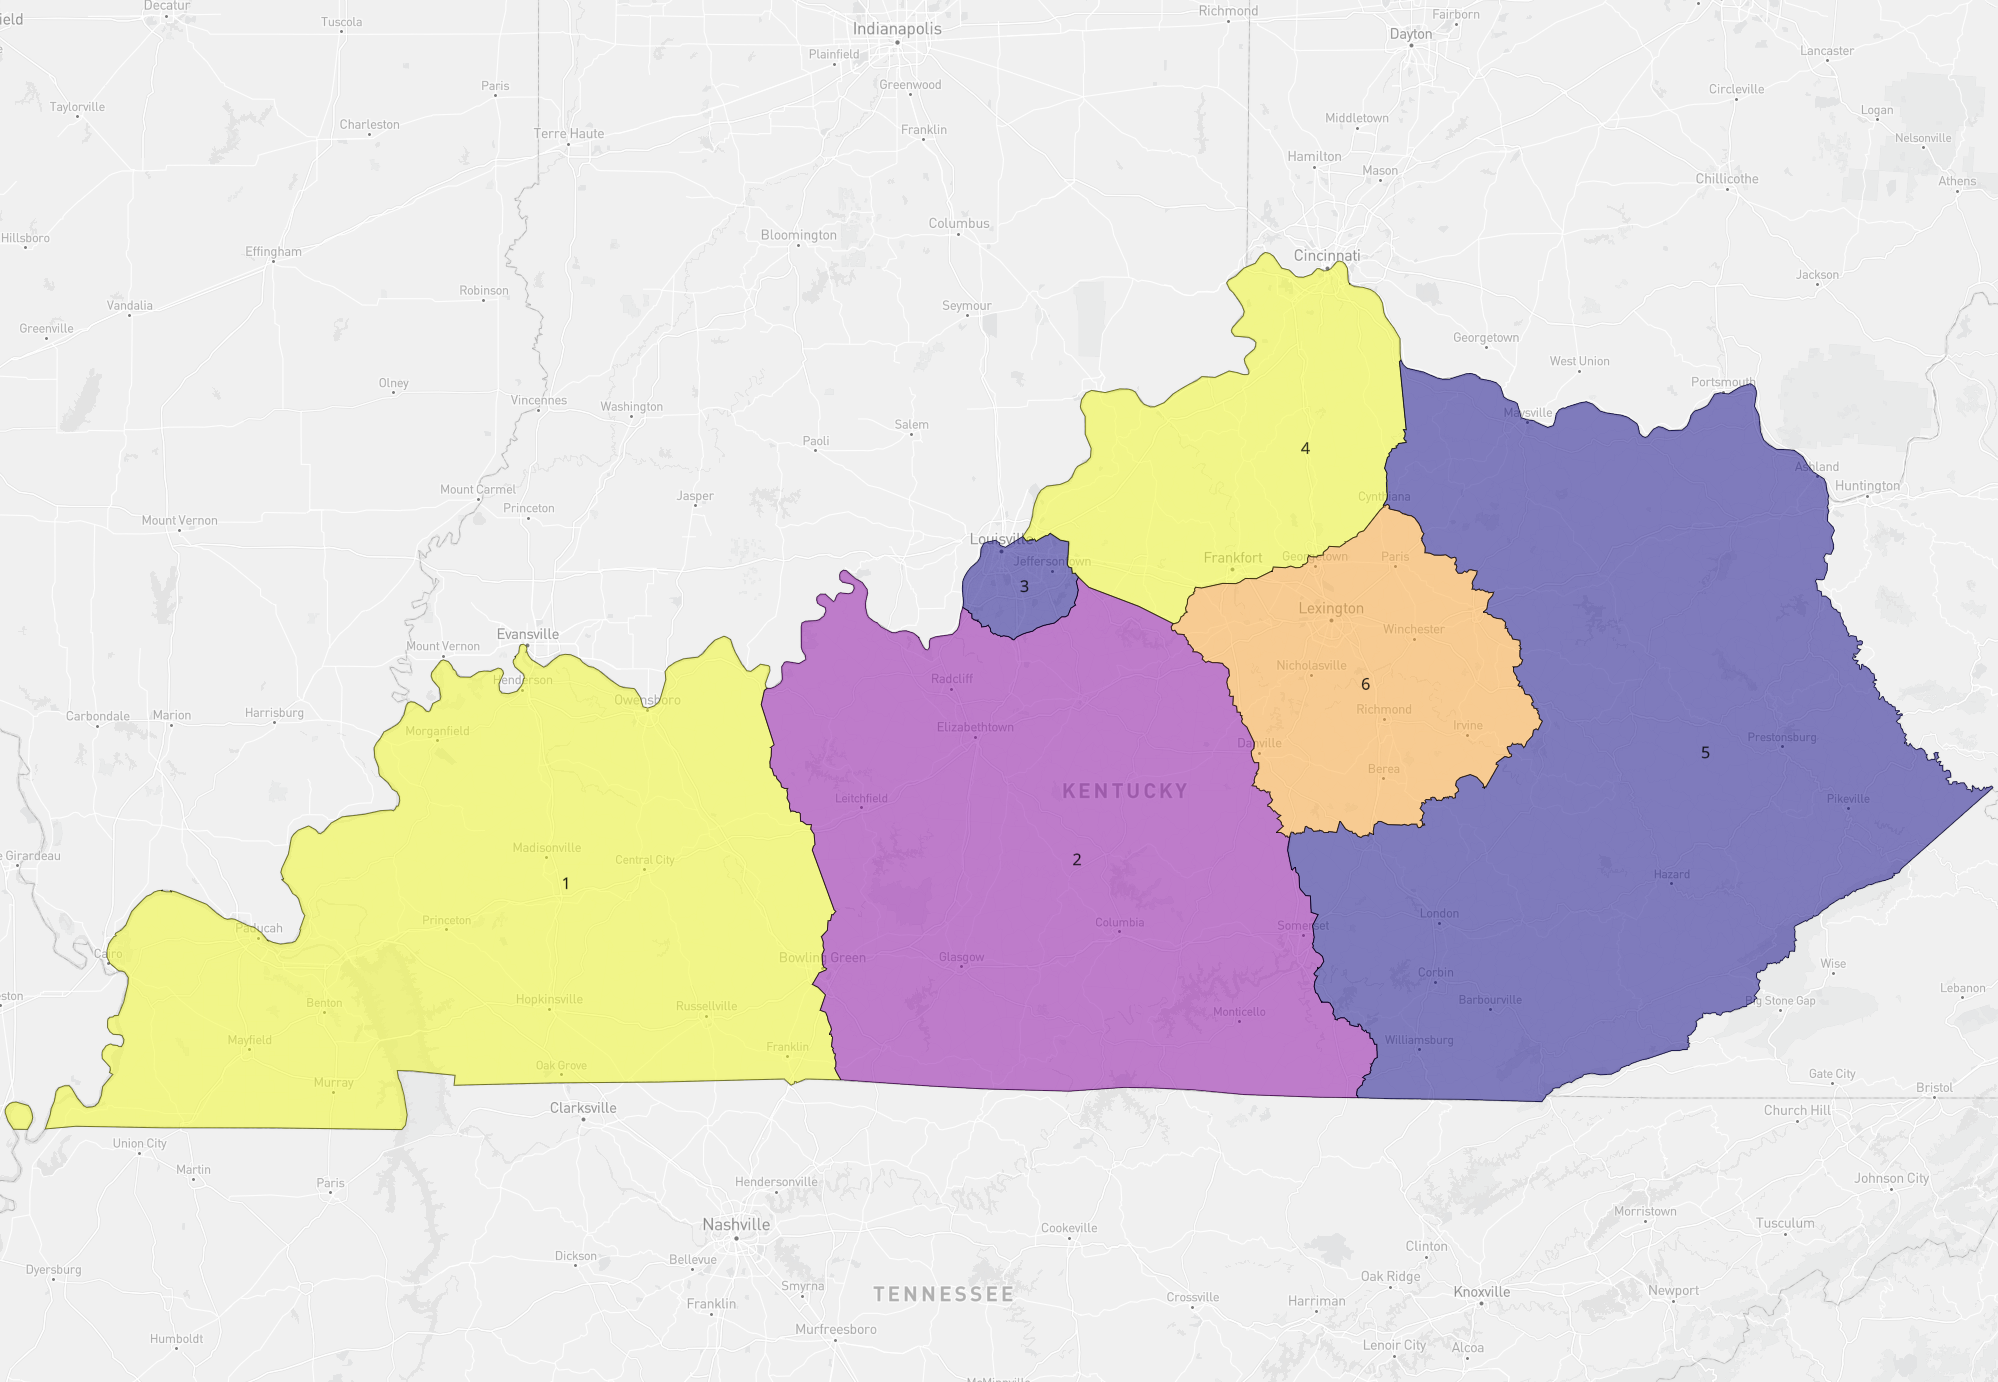 Decatur
ield
Tuscola
Richmond
Fairborn
Indianapolis
Dayton
Plainfield
Lancaster
Paris
Greenwood
Circleville
Taylorville
Logan
Charleston
Middletown
Terre Haute
Franklin
Nelsonville
Hamilton
Mason
Chillicothe
Athens
Hillsboro
Columbus
Bloomington
Effingham
Cincinnati
Jackson
Robinson
Vandalia
Seymour
Greenville
Georgetown
West Union
Olney
Portsmouth
Vincennes
Washington
Maysville
Salem
Paoli
4
Ashland
Huntington
Mount Carmel
Jasper
Cynthiana
Princeton
Mount Vernon
Louisville
Jeffersontown
Frankfort
Georgetown
Paris
3
Lexington
Winchester
Evansville
Mount Vernon
Nicholasville
Henderson
Radcliff
6
Owensboro
Carbondale
Marion
Harrisburg
Richmond
Irvine
Morganfield
Elizabethtown
Danville
Prestonsburg
5
Berea
KENTUCKY
Leitchfield
Pikeville
Madisonville
e Girardeau
Central City
2
1
Hazard
Princeton
Columbia
London
Paducah
Somerset
Cairo
Bowling Green
Glasgow
Wise
Corbin
ston
Benton
Hopkinsville
Russellville
Barbourville
Big Stone Gap
Lebanon
Monticello
Mayfield
Franklin
Williamsburg
Oak Grove
Murray
Gate City
Bristol
Clarksville
Church Hill
Union City
Martin
Paris
Hendersonville
Johnson City
Morristown
Nashville
Cookeville
Tusculum
Clinton
Dickson
Bellevue
Dyersburg
Oak Ridge
Smyrna
TENNESSEE
Crossville
Harriman
Knoxville
Newport
Franklin
Murfreesboro
Humboldt
Lenoir City
Alcoa
McMinnville